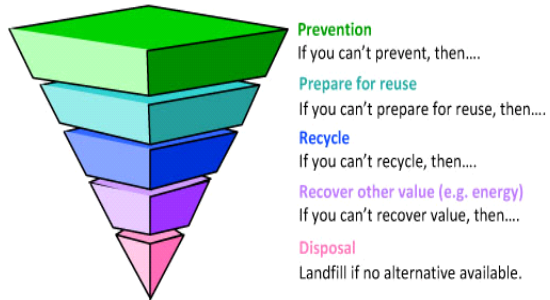 Prevention
If you can't prevent, then....
Prepare for reuse
If you can't prepare for reuse, then....
Recycle
If you can't recycle, then....
Recover other value (e.g. energy)
If you can't recover value, then....
Disposal
Landfill if no alternative available.